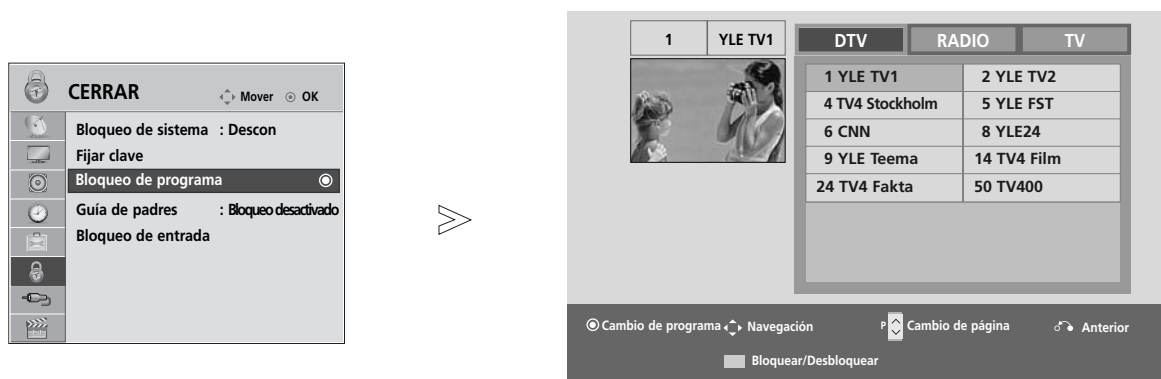 CERRAR
Mover OK
Bloqueo de sistema : Descon
Fijar clave
Bloqueo de programa
Guía de padres : Bloqueo desactivado
Bloqueo de entrada
1 YLE TV1
DTV RADIO TV
1 YLE TV1 2 YLE TV2
4 TV4 Stockholm 5 YLE FST
6 CNN 8 YLE24
9 YLE Teema 14 TV4 Film
24 TV4 Fakta 50 TV400
Cambio de programa Navegación P Cambio de página Anterior
Bloquear/Desbloquear